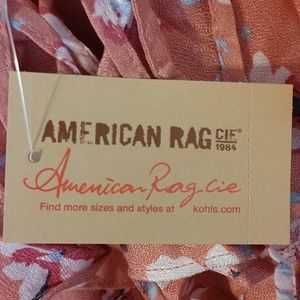 AMERICAN RAG CIE®
1984
American Rag cie
Find more sizes and styles at kohls.com